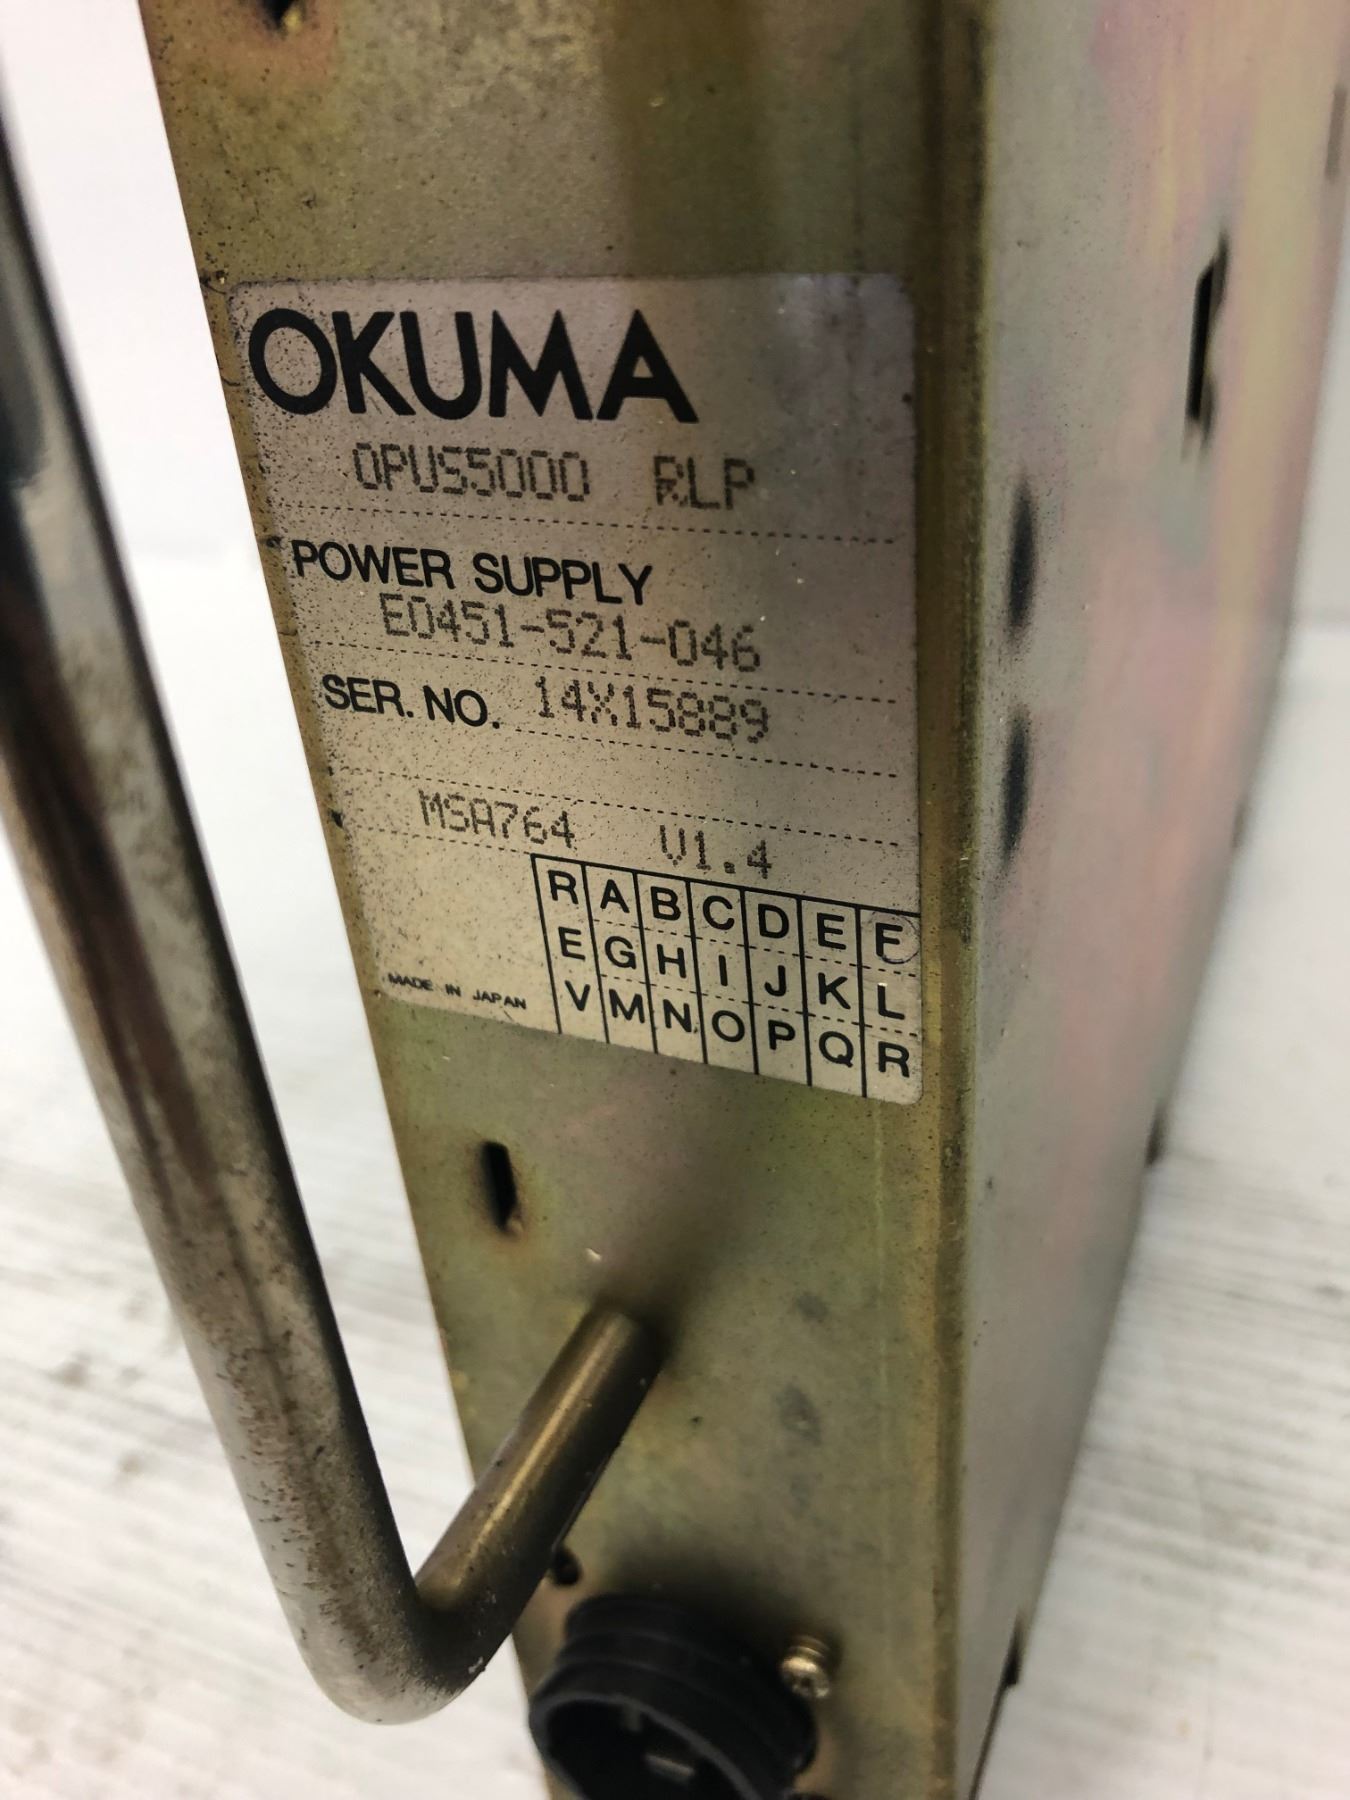 OKUMA
OPUS5000 RLP
POWER SUPPLY
E0451-521-046
SER. NO. 14X15889
MSA764 V1.4
R A B C D E F
E G H I J K L
V M N O P Q R
MADE IN JAPAN